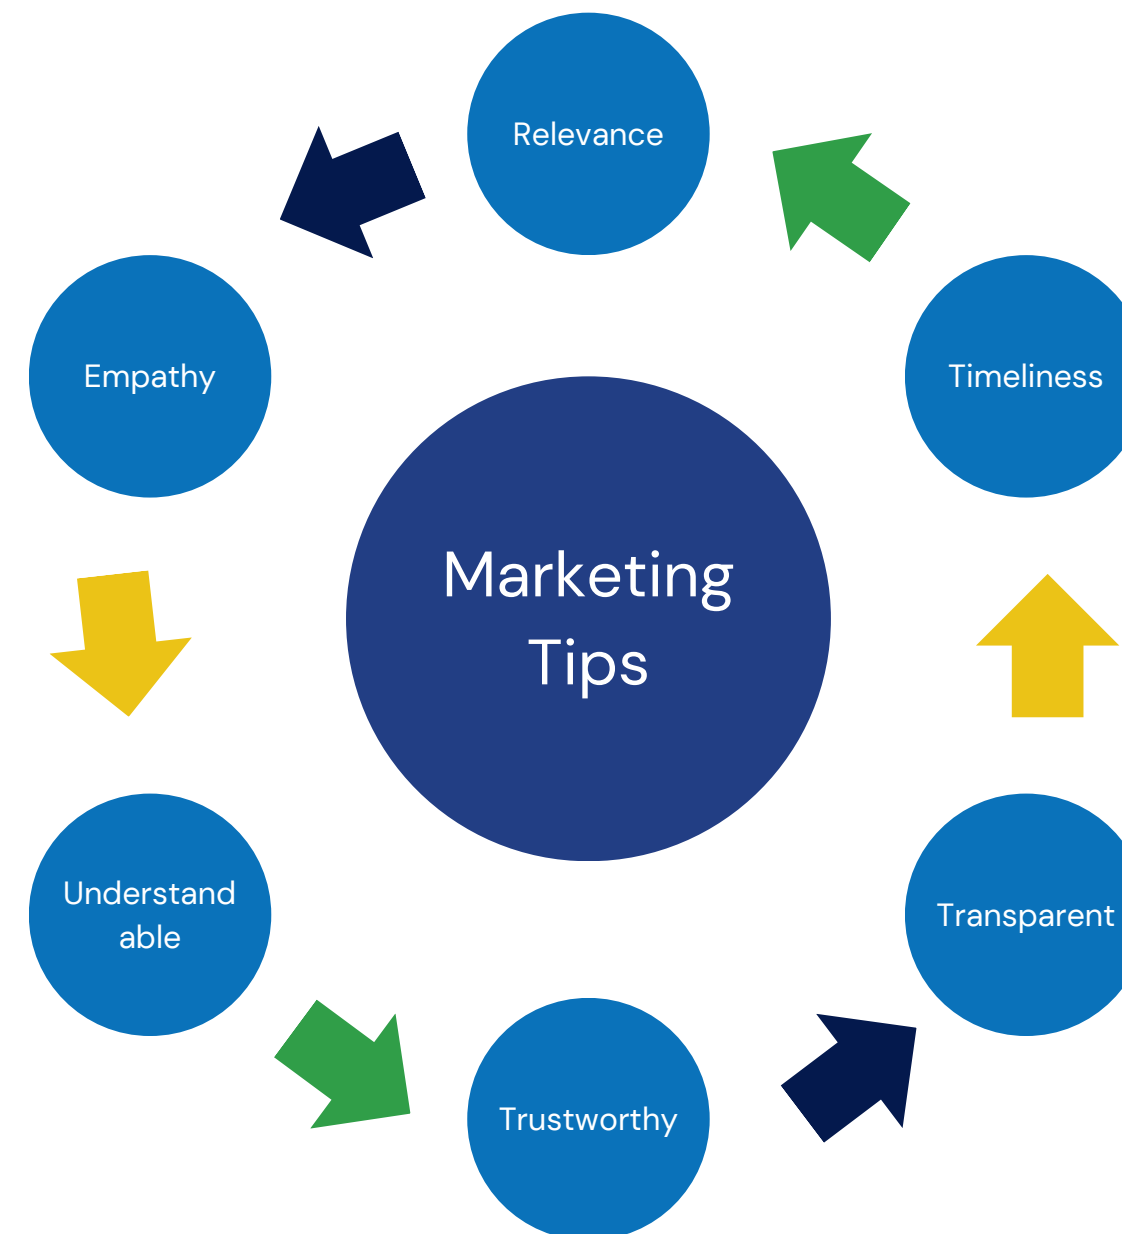 Relevance
Empathy
Timeliness
Marketing
Tips
Understand
able
Transparent
Trustworthy